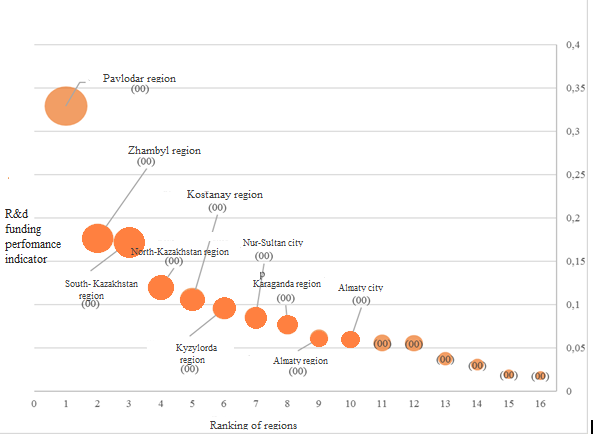 0,4
Pavlodar region
(00)
0,35
0,3
Zhambyl region
(00)
0,25
Kostanay region
(00)
R&d
funding
perfomance
indicator
0,2
Nur-Sultan city
(00)
North-Kazakhstan region
(00)
0,15
p
South- Kazakhstan
region
(00)
Karaganda region
(00)
Almaty city
(00)
0,1
Kyzylorda
region
(00)
Almaty region
(00)
(00) (00)
0,05
(00)
(00)
(00) (00)
0
0 1 2 3 4 5 6 7 8 9 10 11 12 13 14 15 16
Ranking of regions